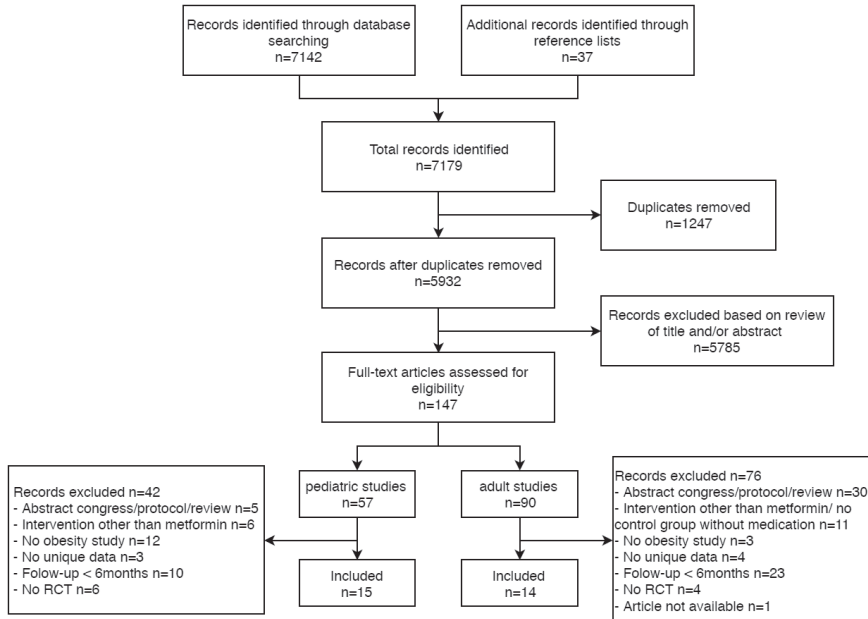 Records identified through database
searching
n=7142
Additional records identified through
reference lists
n=37
Total records identified
n=7179
Duplicates removed
n=1247
Records after duplicates removed
n=5932
Records excluded based on review
of title and/or abstract
n=5785
Full-text articles assessed for
eligibility
n=147
pediatric studies
n=57
adult studies
n=90
Records excluded n=42
- Abstract congress/protocol/review n=5
- Intervention other than metformin n=6
- No obesity study n=12
- No unique data n=3
- Folow-up < 6months n=10
- No RCT n=6
Records excluded n=76
- Abstract congress/protocol/review n=30
- Intervention other than metformin/ no
control group without medication n=11
- No obesity study n=3
- No unique data n=4
- Folow-up < 6months n=23
- No RCT n=4
- Article not available n=1
Included
n=15
Included
n=14